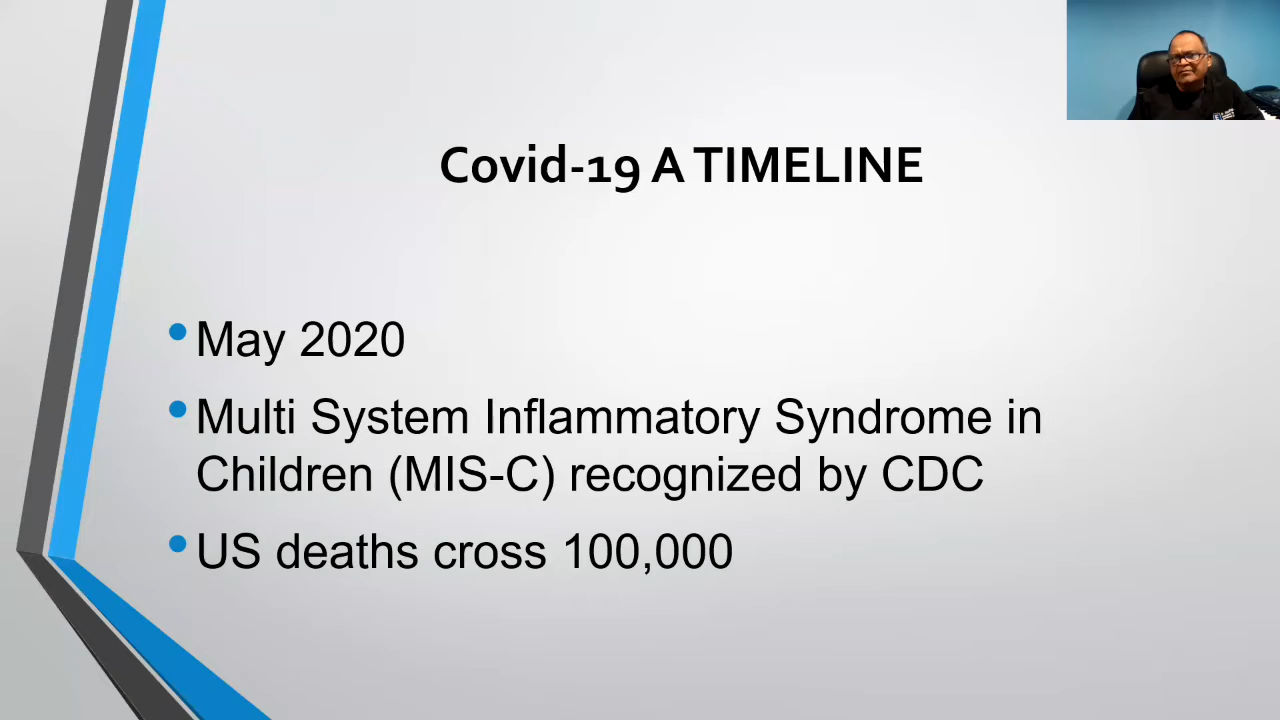 Covid-19 A TIMELINE
May 2020
Multi System Inflammatory Syndrome in
Children (MIS-C) recognized by CDC
US deaths cross 100,000